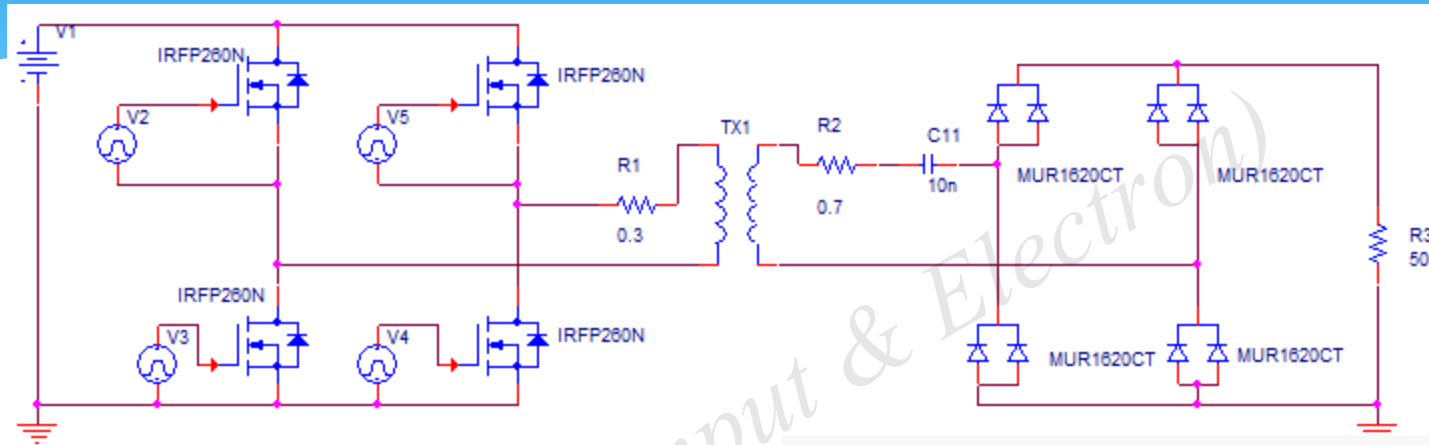 V1
IRFP260N
IRFP260N
V2
V5
TX1
R2
C11
R1
10n
MUR1620CT
MUR1620CT
0.7
0.3
R3
50
IRFP260N
V3
V4
IRFP260N
MUR1620CT
MUR1620CT
put & Electron)